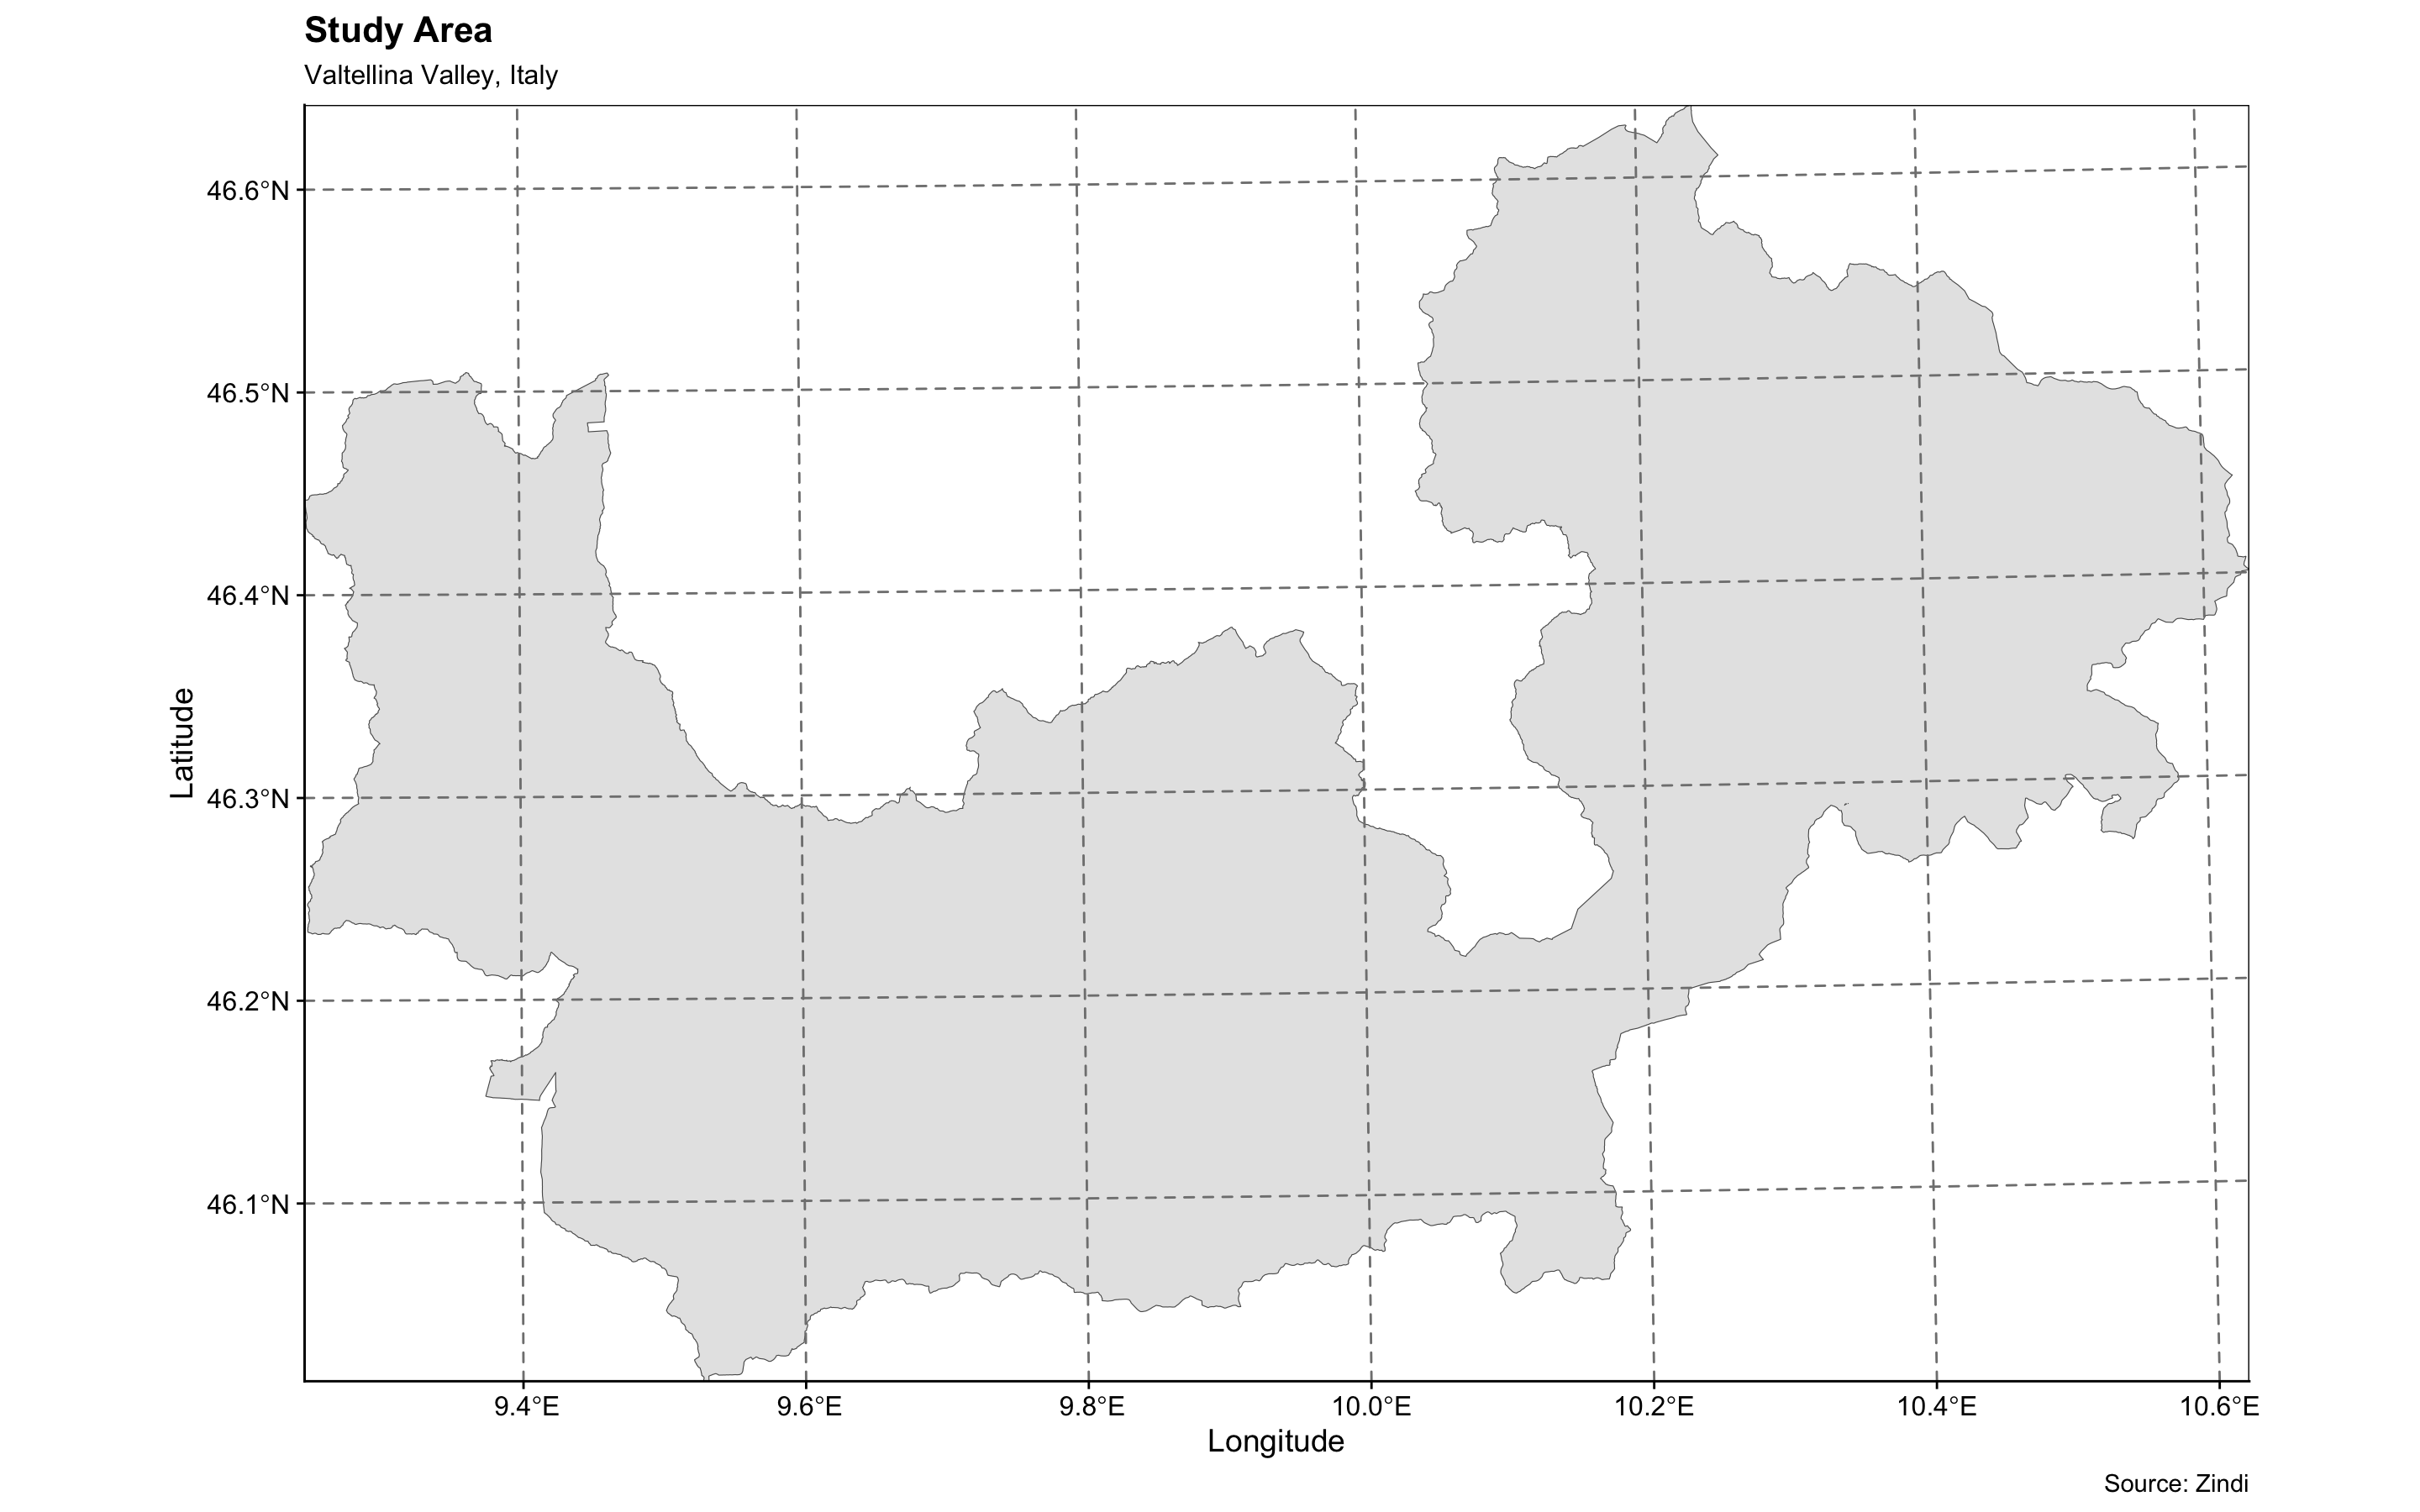 Study Area
Valtellina Valley, Italy
46.6°N
46.5°N
46.4°N
46.3°N
46.2°N
46.1°N
Latitude
9.4°E 9.6°E 9.8°E 10.0°E 10.2°E 10.4°E 10.6°E
Longitude
Source: Zindi